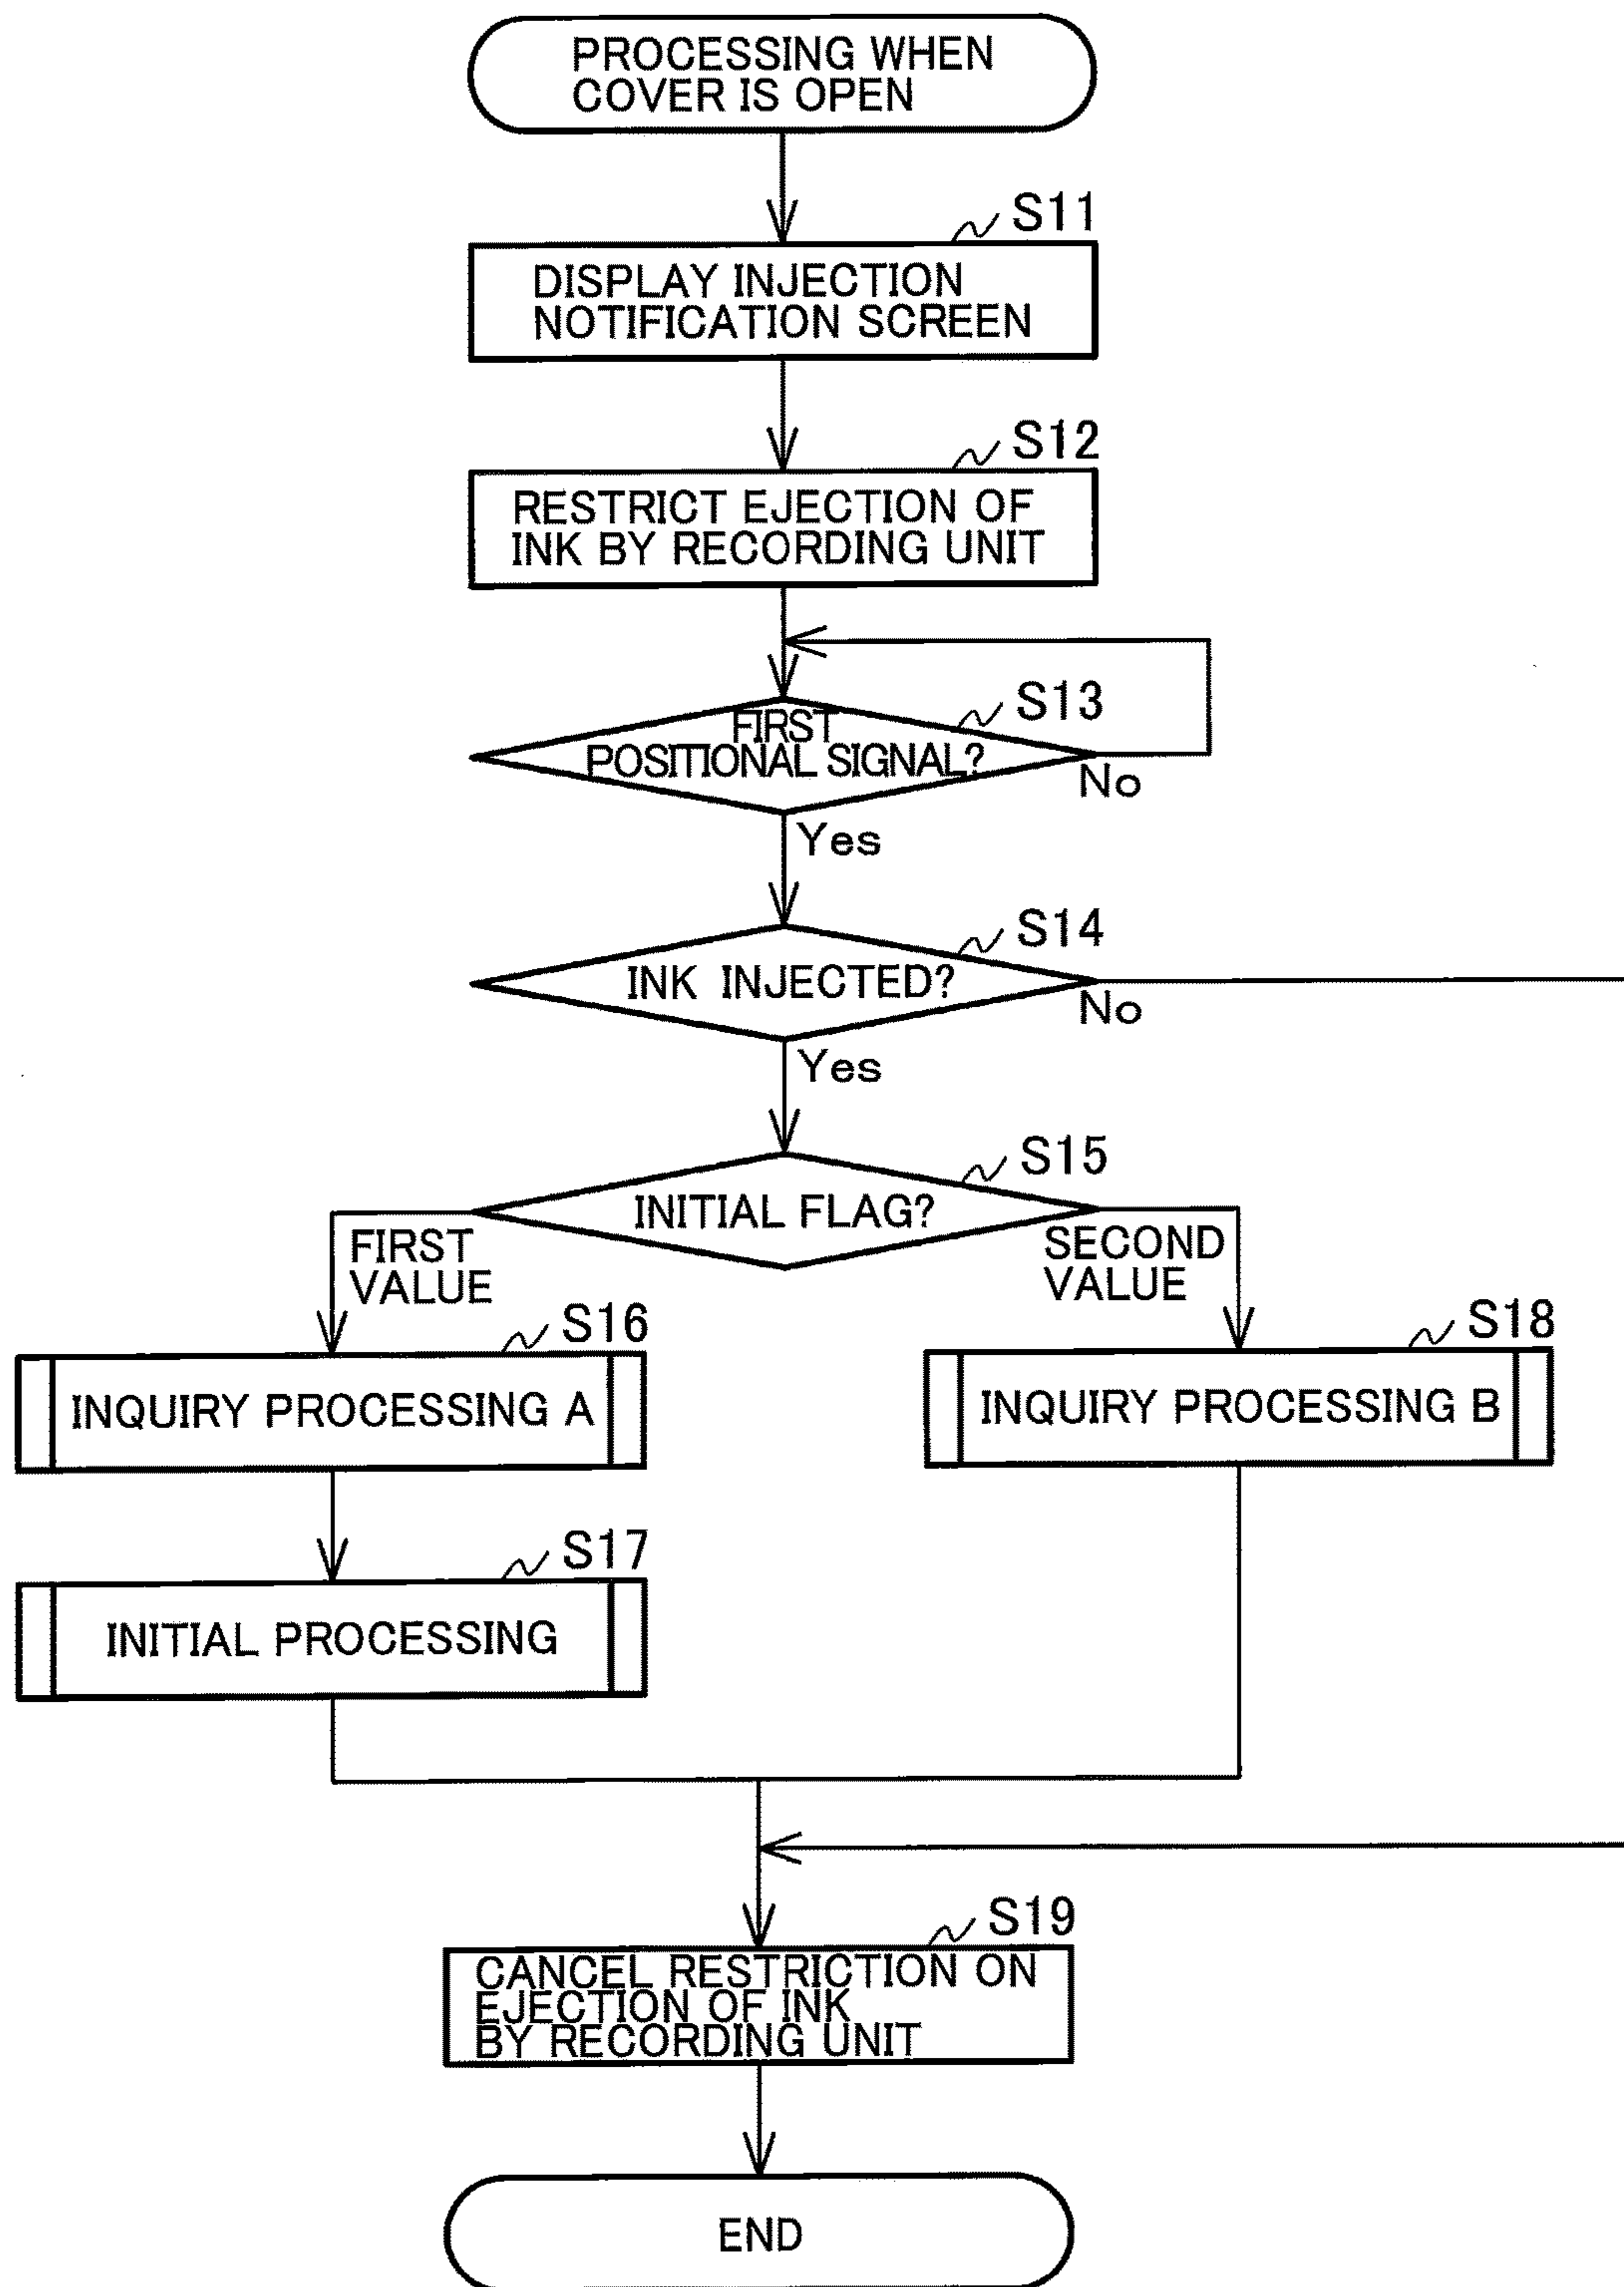 PROCESSING WHEN
COVER IS OPEN
S11
DISPLAY INJECTION
NOTIFICATION SCREEN
S12
RESTRICT EJECTION OF
INK BY RECORDING UNIT
S13
FIRST
POSITIONAL SIGNAL?
No
Yes
S14
INK INJECTED?
No
Yes
S15
INITIAL FLAG?
FIRST
VALUE
SECOND
VALUE
S16
INQUIRY PROCESSING A
S18
INQUIRY PROCESSING B
S17
INITIAL PROCESSING
S19
CANCEL RESTRICTION ON
EJECTION OF INK
BY RECORDING UNIT
END